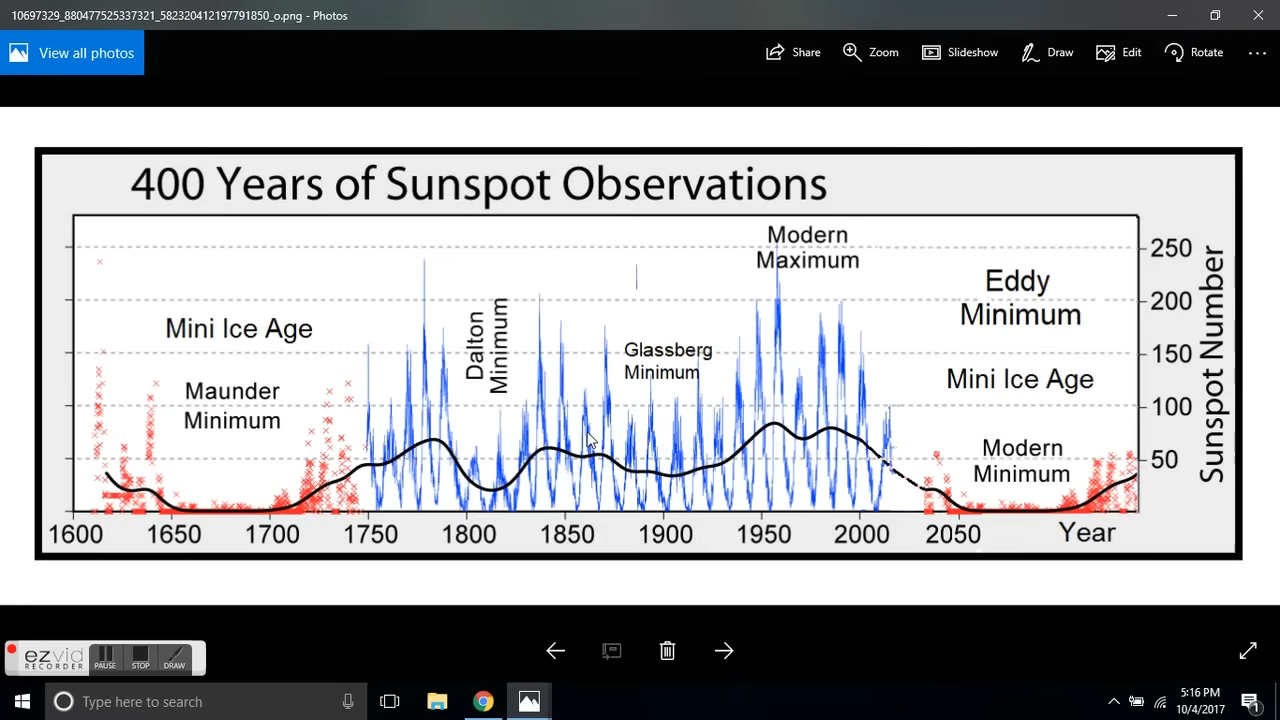 10697329_880477525337321_582320412197791850_o.png - Photos
View all photos
Share
Zoom
Slideshow
Draw
Edit
Rotate
400 Years of Sunspot Observations
Modern
Maximum
Eddy
Minimum
Mini Ice Age
Dalton
Minimum
Glassberg
Minimum
Mini Ice Age
Maunder
Minimum
Modern
Minimum
250
200
150
100
50
Sunspot Number
1600 1650 1700 1750 1800 1850 1900 1950 2000 2050 Year
ezvid
RECORDER
PAUSE
STOP
DRAW
Type here to search
5:16 PM
10/4/2017
1